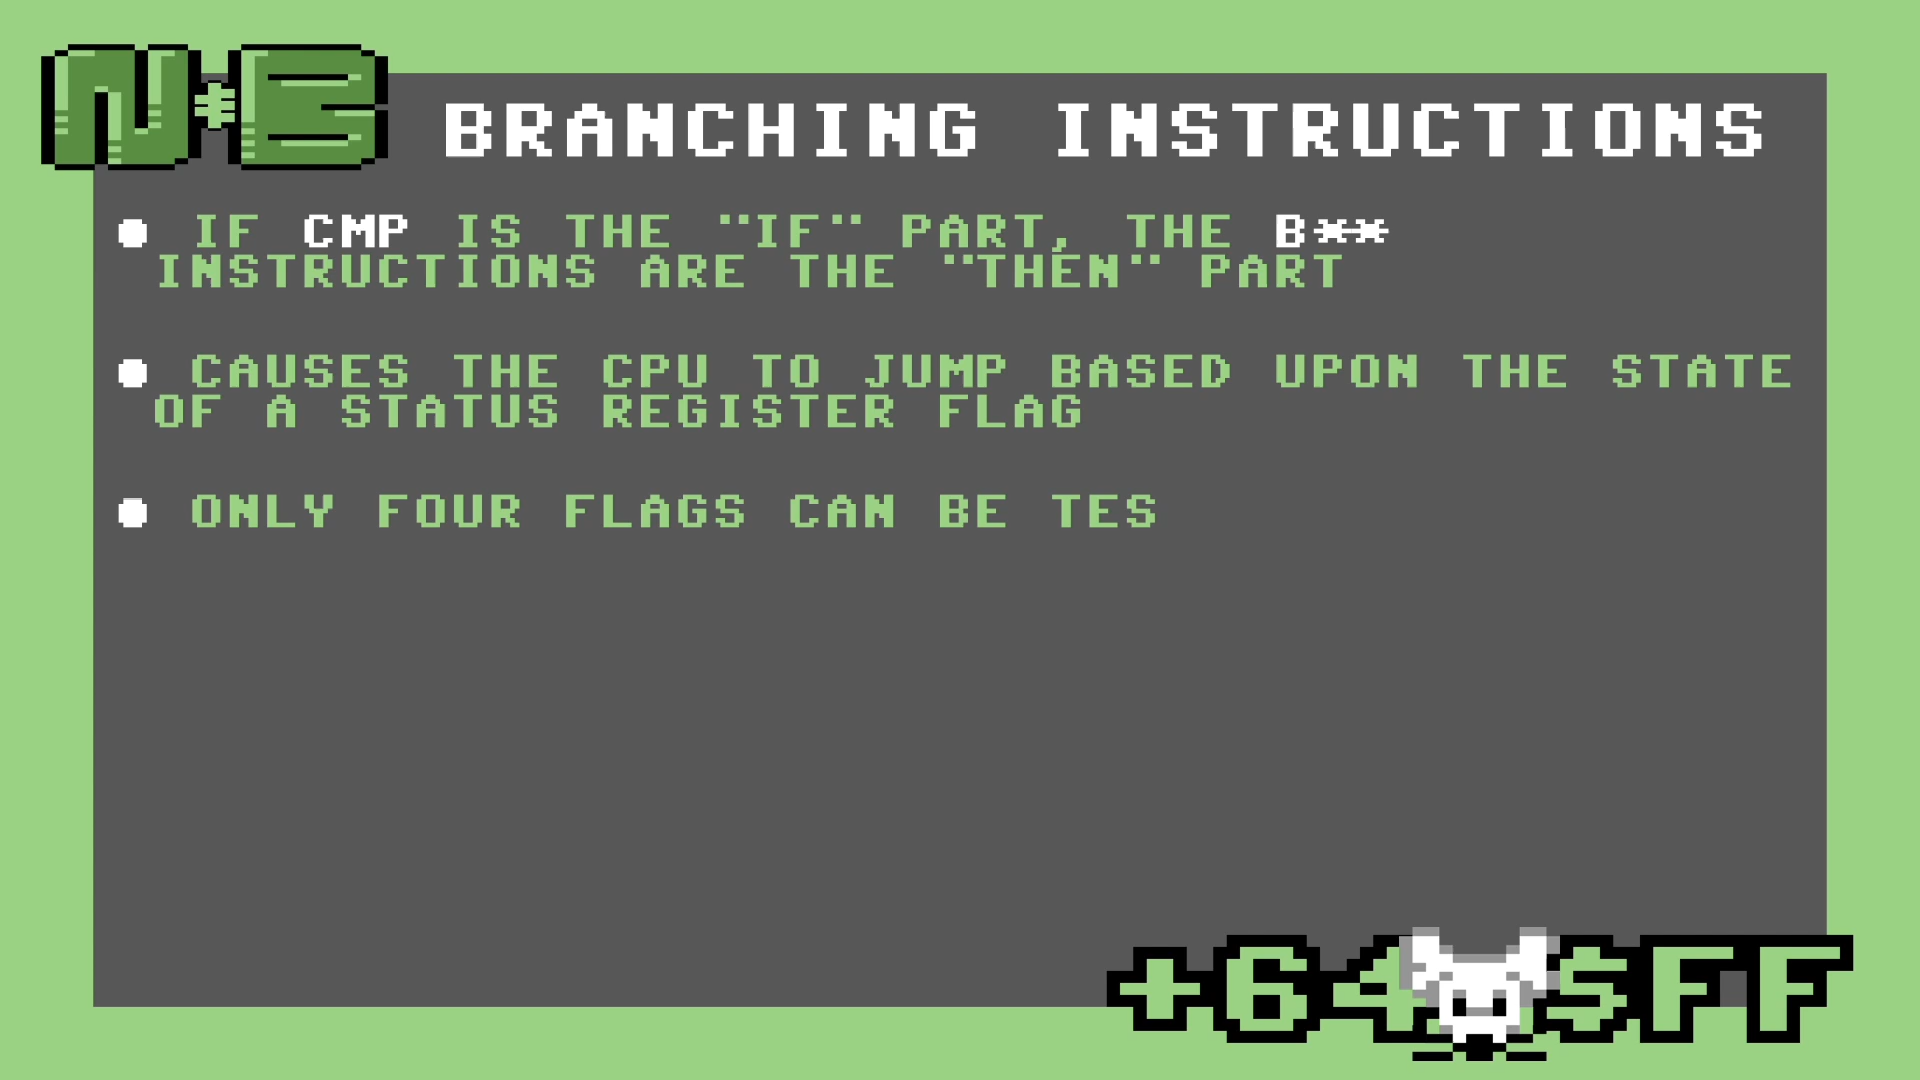 N*B
BRANCHING INSTRUCTIONS
● IF CMP IS THE "IF" PART, THE B**
INSTRUCTIONS ARE THE "THEN" PART
● CAUSES THE CPU TO JUMP BASED UPON THE STATE
OF A STATUS REGISTER FLAG
● ONLY FOUR FLAGS CAN BE TES
+64 $FF